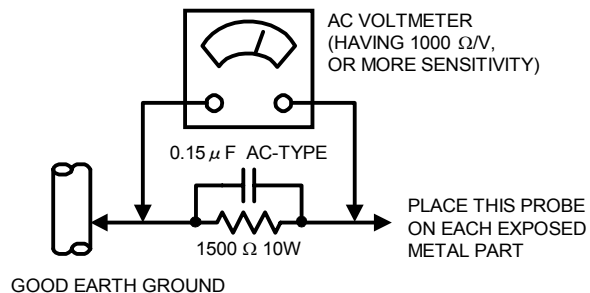 AC VOLTMETER
(HAVING 1000 Ω/V,
OR MORE SENSITIVITY)
0.15 μ F AC-TYPE
1500 Ω 10W
PLACE THIS PROBE
ON EACH EXPOSED
METAL PART
GOOD EARTH GROUND